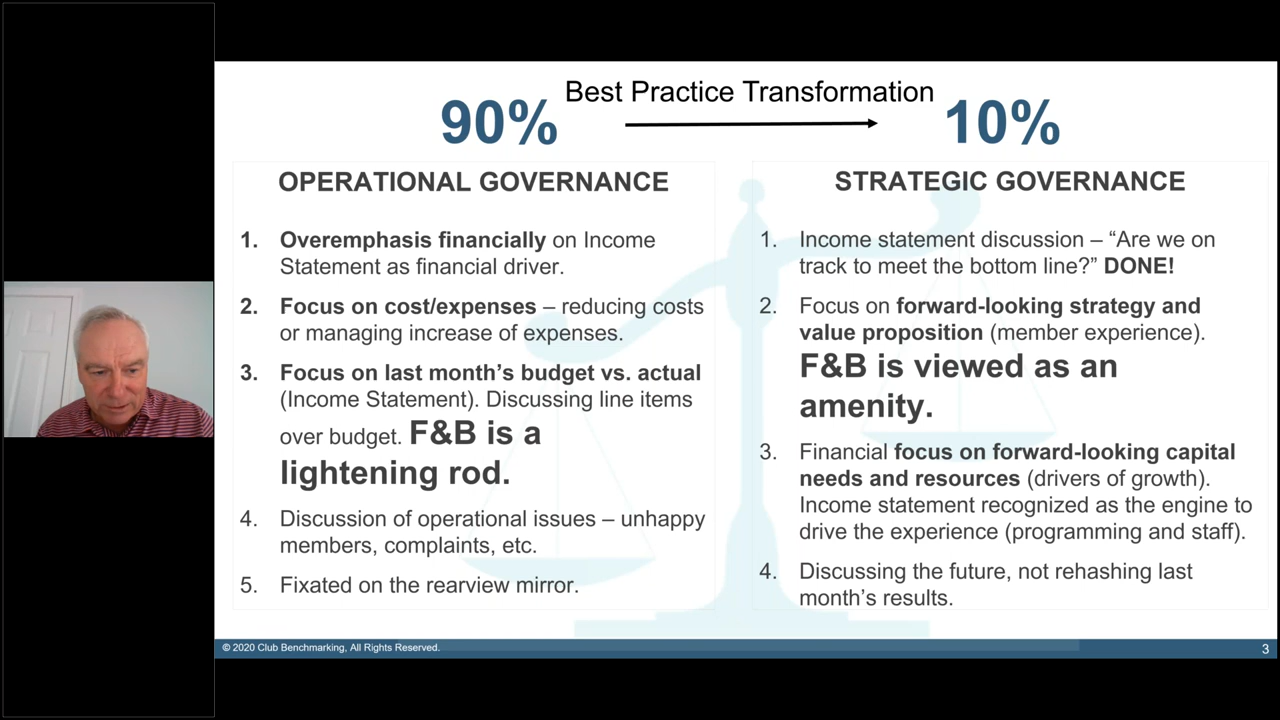 Best Practice Transformation
90%
10%
OPERATIONAL GOVERNANCE
1. Overemphasis financially on Income
Statement as financial driver.
2. Focus on cost/expenses – reducing costs
or managing increase of expenses.
3. Focus on last month’s budget vs. actual
(Income Statement). Discussing line items
over budget. F&B is a
lightening rod.
4. Discussion of operational issues – unhappy
members, complaints, etc.
5. Fixated on the rearview mirror.
STRATEGIC GOVERNANCE
1. Income statement discussion – “Are we on
track to meet the bottom line?” DONE!
2. Focus on forward-looking strategy and
value proposition (member experience).
F&B is viewed as an
amenity.
3. Financial focus on forward-looking capital
needs and resources (drivers of growth).
Income statement recognized as the engine to
drive the experience (programming and staff).
4. Discussing the future, not rehashing last
month’s results.
© 2020 Club Benchmarking, All Rights Reserved.
3